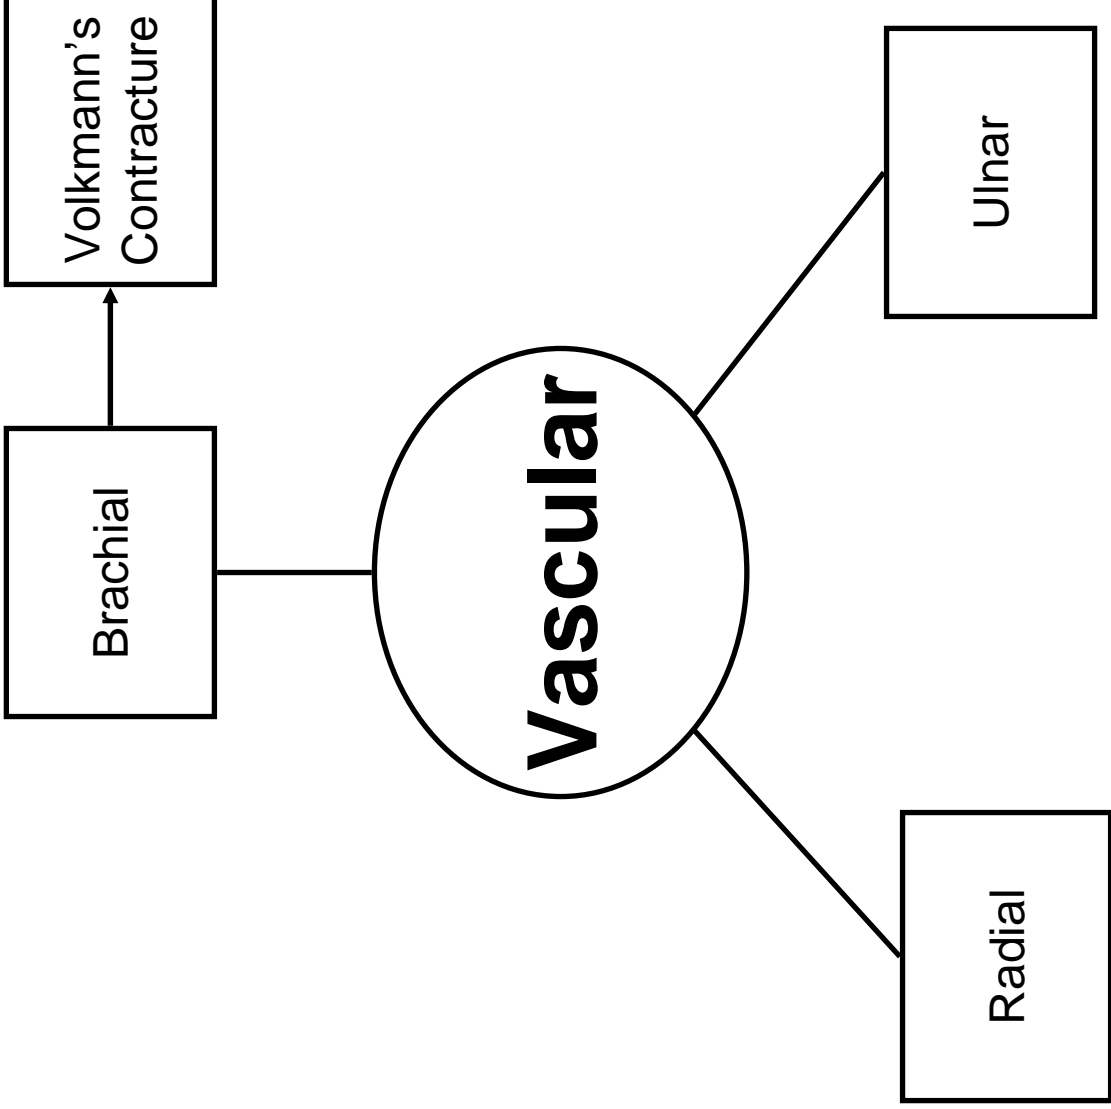 Brachial
Volkmann’s
Contracture
Vascular
Radial
Ulnar